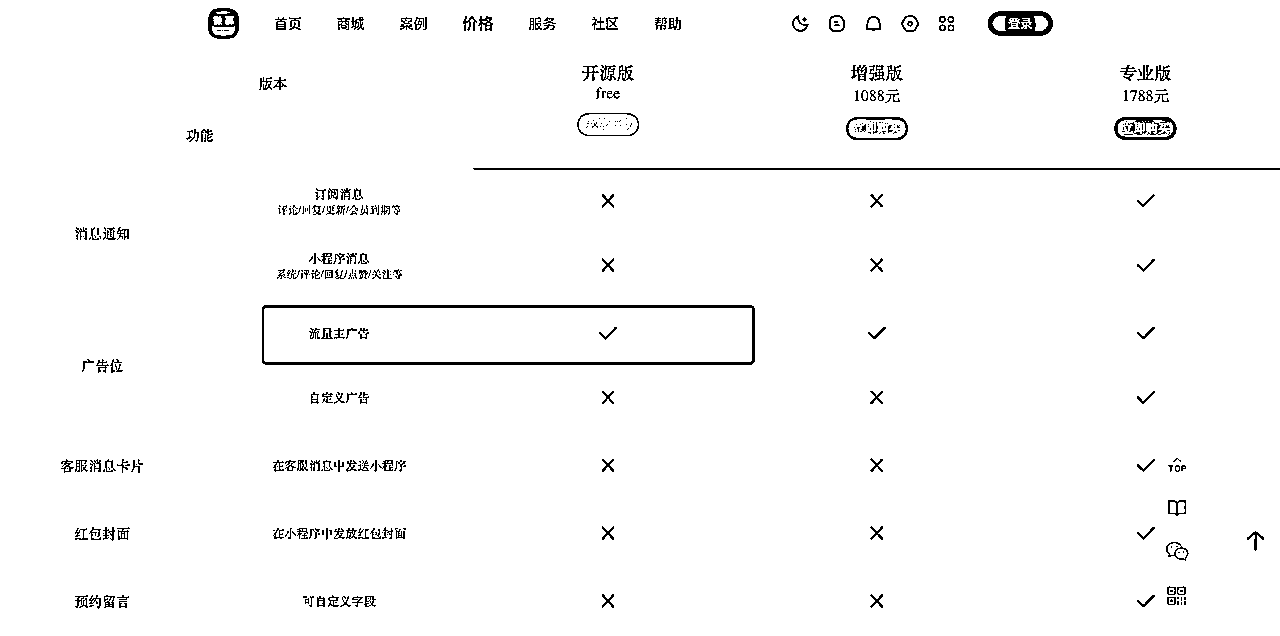 首页 商城 案例 价格 服务 社区 帮助 登录
版本 开源版 增强版 专业版
free 1088元 1788元
立即购买 立即购买
功能
订阅消息
评论/回复/更新/会员到期等
消息通知
小程序消息
系统/评论/回复/点赞/关注等
流量主广告
广告位
自定义广告
客服消息卡片 在客服消息中发送小程序
TOP
红包封面 在小程序中发放红包封面
预约留言 可自定义字段